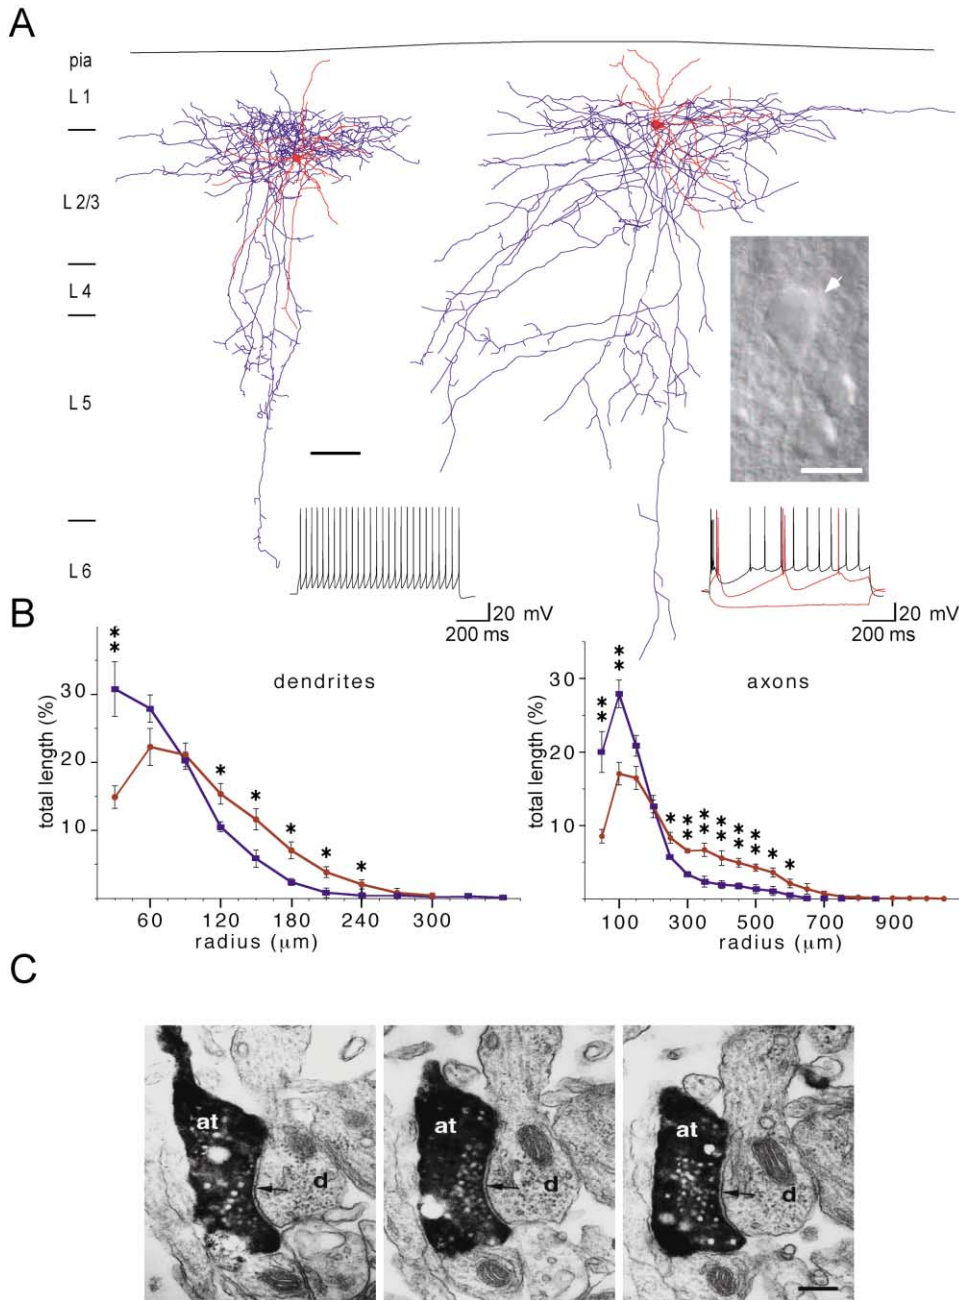 A
pia
L 1
L 2/3
L 4
L 5
L 6
20 mV
200 ms
20 mV
200 ms
B
**
dendrites
30
20
10
total length (%)
* * * * *
60 120 180 240 300
radius (μm)
** **
axons
30
20
10
total length (%)
* ** ** ** ** ** * *
100 300 500 700 900
radius (μm)
C
at
d
at
d
at
d